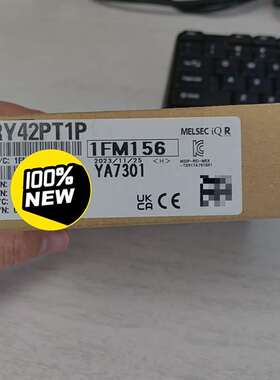 RY42PT1P
1FM156
MELSEC iQ R
2023/11/25 <H>
YA7301
100%
NEW
UK
CA
CE